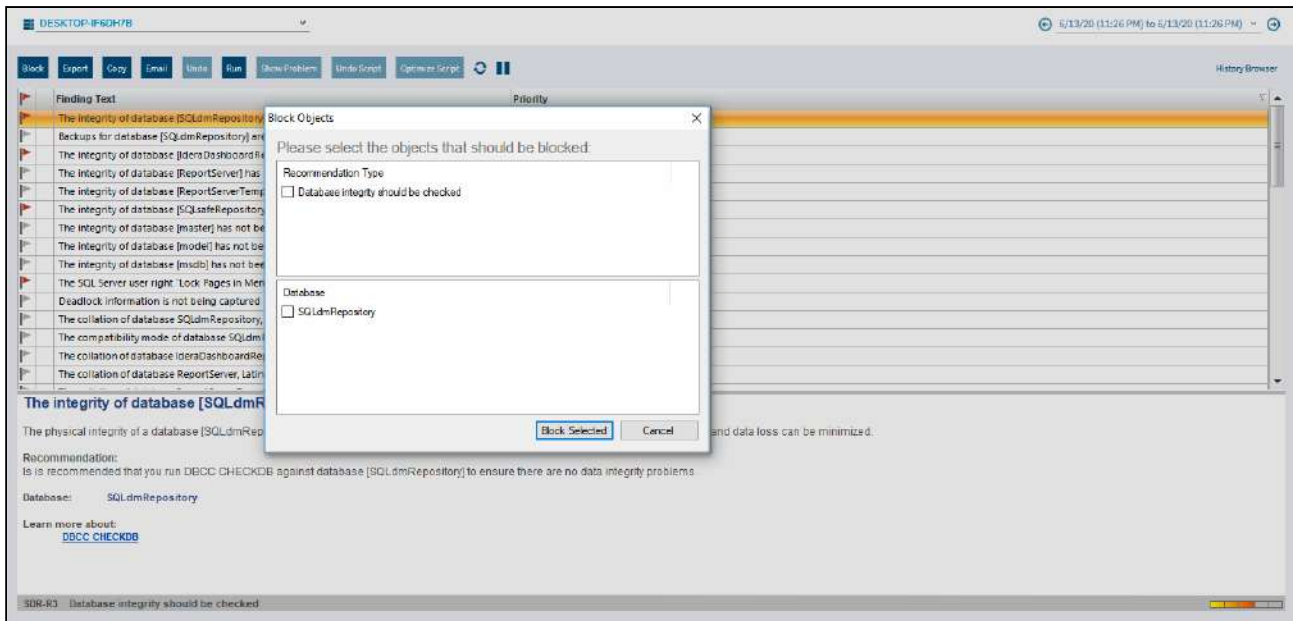 DESKTOP-IF6DH7B
6/13/20 (11:26 PM) to 6/13/20 (11:26 PM)
Block Export Copy Email Undo Run Show Problem Undo Script Optimize Script History Browser
Finding Text Priority
The integrity of database [SQLdmRepository
Backups for database [SQLdmRepository] are
The integrity of database [IderaDashboardRe
The integrity of database [ReportServer] has
The integrity of database [ReportServerTemp
The integrity of database [SQLsafeRepository
The integrity of database [master] has not be
The integrity of database [model] has not be
The integrity of database [msdb] has not bee
The SQL Server user right "Lock Pages in Mem
Deadlock information is not being captured
The collation of database SQLdmRepository,
The compatibility mode of database SQLdm
The collation of database IderaDashboardRe
The collation of database ReportServer, Latin
Block Objects
Please select the objects that should be blocked:
Recommendation Type
Database integrity should be checked
Database
SQLdmRepository
Block Selected Cancel
The integrity of database [SQLdmR
The physical integrity of a database [SQLdmRep and data loss can be minimized.
Recommendation:
Is is recommended that you run DBCC CHECKDB against database [SQLdmRepository] to ensure there are no data integrity problems
Database: SQLdmRepository
Learn more about:
DBCC CHECKDB
SDR-R3 Database integrity should be checked